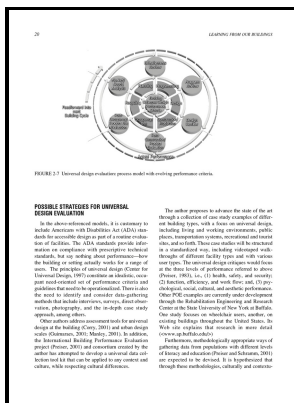 20
LEARNING FROM OUR BUILDINGS
Feedforward into
next
Building Cycle
FIGURE 2-7 Universal design evaluation process model with evolving performance criteria.
POSSIBLE STRATEGIES FOR UNIVERSAL
DESIGN EVALUATION
In the above-referenced models, it is customary to
include Americans with Disabilities Act (ADA) stan-
dards for accessible design as part of a routine evalua-
tion of facilities. The ADA standards provide infor-
mation on compliance with prescriptive technical
standards, but say nothing about performance—how
the building or setting actually works for a range of
users. The principles of universal design (Center for
Universal Design, 1997) constitute an idealistic, occu-
pant need-oriented set of performance criteria and
guidelines that need to be operationalized. There is also
the need to identify and consider data-gathering
methods that include interviews, surveys, direct obser-
vation, photography, and the in-depth case study
approach, among others.
Other authors address assessment tools for universal
design at the building (Corry, 2001) and urban design
scales (Guimaraes, 2001; Manley, 2001). In addition,
the International Building Performance Evaluation
project (Preiser, 2001) and consortium created by the
author has attempted to develop a universal data col-
lection tool kit that can be applied to any context and
culture, while respecting cultural differences.
The author proposes to advance the state of the art
through a collection of case study examples of differ-
ent building types, with a focus on universal design,
including living and working environments, public
places, transportation systems, recreational and tourist
sites, and so forth. These case studies will be structured
in a standardized way, including videotaped walk-
throughs of different facility types and with various
user types. The universal design critiques would focus
at the three levels of performance referred to above
(Preiser, 1983), i.e., (1) health, safety, and security;
(2) function, efficiency, and work flow; and, (3) psy-
chological, social, cultural, and aesthetic performance.
Other POE examples are currently under development
through the Rehabilitation Engineering and Research
Center at the State University of New York at Buffalo.
One study focuses on wheelchair users, another, on
existing buildings throughout the United States. Its
Web site explains that research in more detail
(www.ap.buffalo.edu/~)
Furthermore, methodologically appropriate ways of
gathering data from populations with different levels
of literacy and education (Preiser and Schramm, 2001)
are expected to be devised. It is hypothesized that
through these methodologies, culturally and contextu-